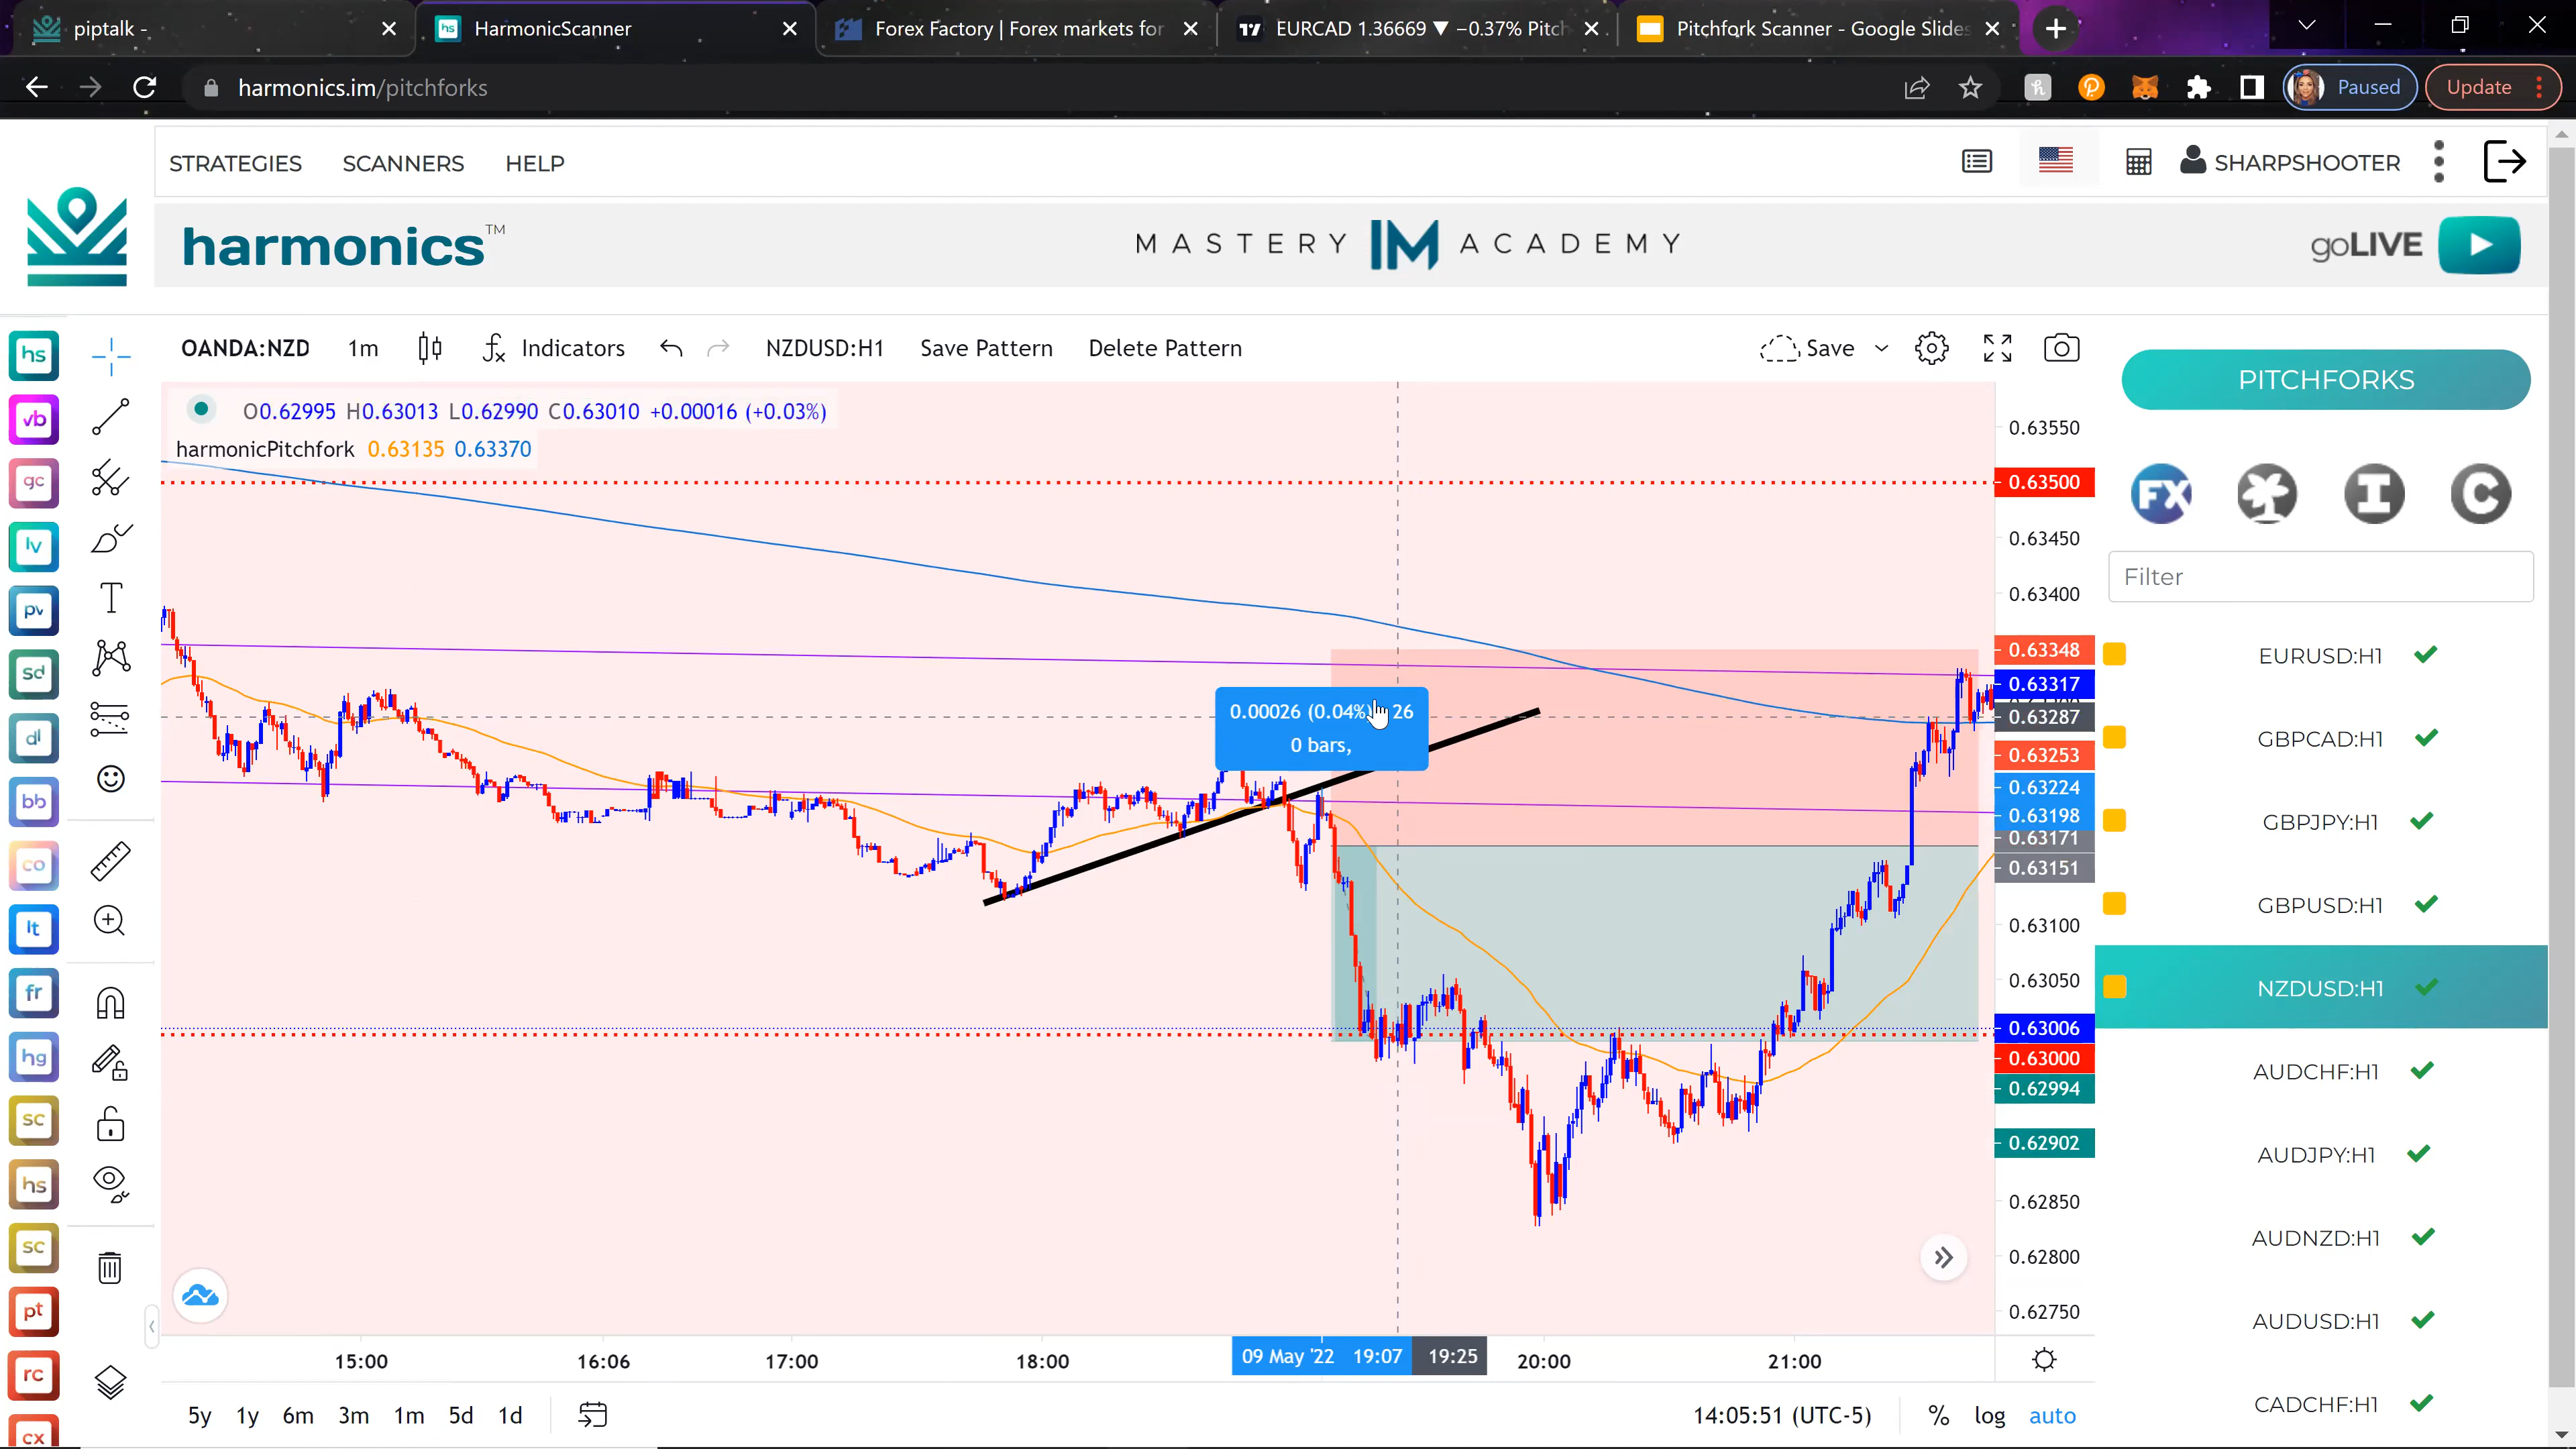 piptalk -
HarmonicScanner
Forex Factory | Forex markets for
EURCAD 1.36669 ▼ −0.37% Pitch
Pitchfork Scanner - Google Slides
harmonics.im/pitchforks
Paused
Update
STRATEGIES
SCANNERS
HELP
SHARPSHOOTER
harmonics™
MASTERY IM ACADEMY
goLIVE
OANDA:NZD
1m
Indicators
NZDUSD:H1
Save Pattern
Delete Pattern
Save
O0.62995 H0.63013 L0.62990 C0.63010 +0.00016 (+0.03%)
harmonicPitchfork 0.63135 0.63370
0.00026 (0.04%) 26
0 bars,
0.63550
0.63500
0.63450
0.63400
0.63348
0.63317
0.63287
0.63253
0.63224
0.63198
0.63171
0.63151
0.63100
0.63050
0.63006
0.63000
0.62994
0.62902
0.62850
0.62800
0.62750
15:00
16:06
17:00
18:00
09 May '22 19:07
19:25
20:00
21:00
5y 1y 6m 3m 1m 5d 1d
14:05:51 (UTC-5)
% log auto
hs
vb
gc
lv
pv
sd
dl
bb
co
lt
fr
hg
sc
hs
sc
pt
rc
cx
PITCHFORKS
FX
I
C
Filter
EURUSD:H1
GBPCAD:H1
GBPJPY:H1
GBPUSD:H1
NZDUSD:H1
AUDCHF:H1
AUDJPY:H1
AUDNZD:H1
AUDUSD:H1
CADCHF:H1